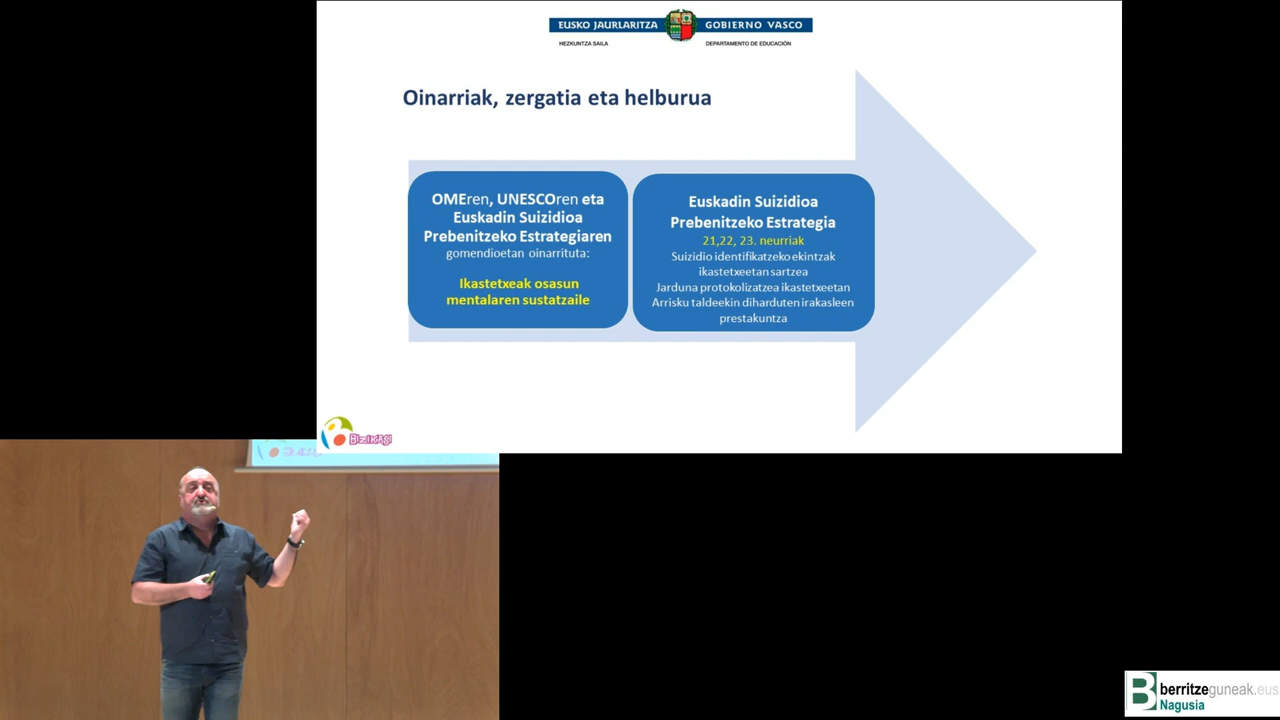 EUSKO JAURLARITZA
GOBIERNO VASCO
HEZKUNTZA SAILA
DEPARTAMENTO DE EDUCACIÓN
Oinarriak, zergatia eta helburua
OMEren, UNESCOren eta
Euskadin Suizidioa
Prebenitzeko Estrategiaren
gomendioetan oinarrituta:
Ikastetxeak osasun
mentalaren sustatzaile
Euskadin Suizidioa
Prebenitzeko Estrategia
21,22, 23. neurriak
Suizidio identifikatzeko ekintzak
ikastetxeetan sartzea
Jarduna protokolizatzea ikastetxeetan
Arrisku taldeekin diharduten irakasleen
prestakuntza
BIZIKASI
berritzeguneak.eus
Nagusia